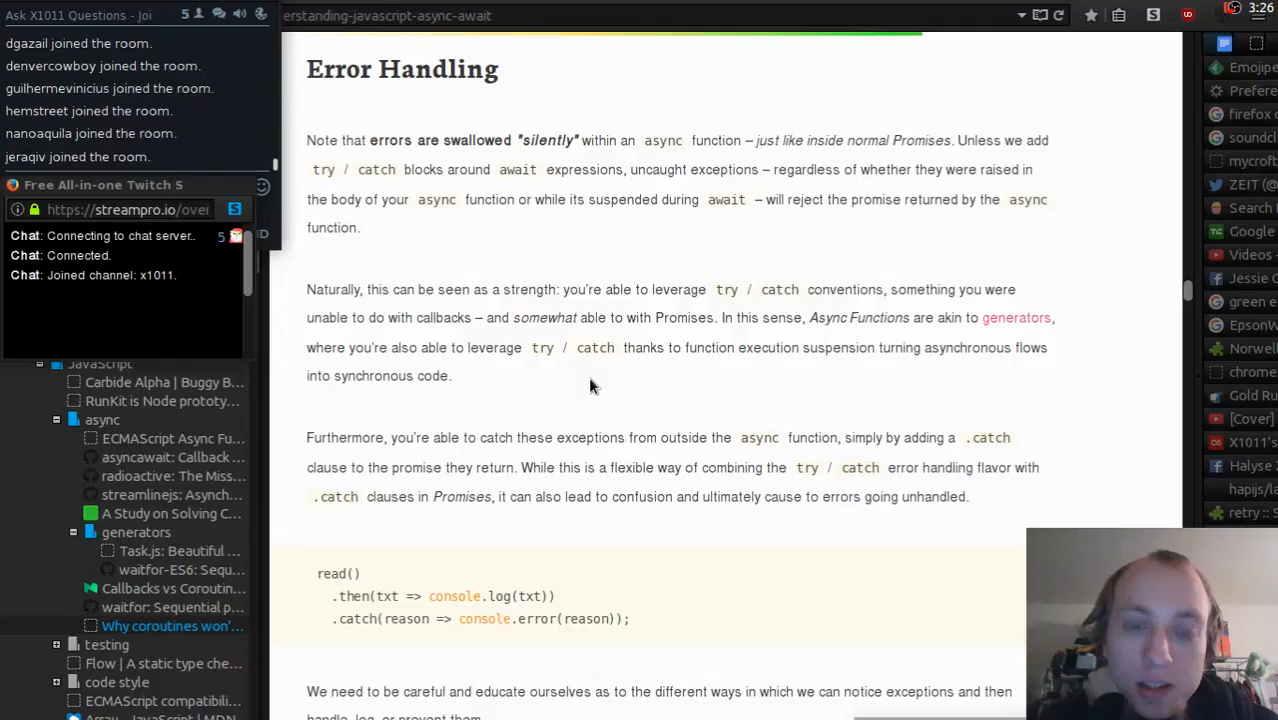 Ask X1011 Questions - Joi
5
dgazail joined the room.
denvercowboy joined the room.
guilhermevinicius joined the room.
hemstreet joined the room.
nanoaquila joined the room.
jeraqiv joined the room.
Free All-in-one Twitch S
https://streampro.io/over
Chat: Connecting to chat server..
5
Chat: Connected.
Chat: Joined channel: x1011.
JavaScript
Carbide Alpha | Buggy B...
RunKit is Node prototy...
async
ECMAScript Async Fu...
asyncawait: Callback
radioactive: The Miss...
streamlinejs: Asynch...
A Study on Solving C...
generators
Task.js: Beautiful ...
waitfor-ES6: Sequ...
Callbacks vs Coroutin...
waitfor: Sequential p...
Why coroutines won'...
testing
Flow | A static type che...
code style
ECMAScript compatibili...
Array - JavaScript | MDN
erstanding-javascript-async-await
Error Handling
Note that errors are swallowed "silently" within an async function – just like inside normal Promises. Unless we add
try / catch blocks around await expressions, uncaught exceptions – regardless of whether they were raised in
the body of your async function or while its suspended during await – will reject the promise returned by the async
function.
Naturally, this can be seen as a strength: you're able to leverage try / catch conventions, something you were
unable to do with callbacks – and somewhat able to with Promises. In this sense, Async Functions are akin to generators,
where you're also able to leverage try / catch thanks to function execution suspension turning asynchronous flows
into synchronous code.
Furthermore, you're able to catch these exceptions from outside the async function, simply by adding a .catch
clause to the promise they return. While this is a flexible way of combining the try / catch error handling flavor with
.catch clauses in Promises, it can also lead to confusion and ultimately cause to errors going unhandled.
read()
.then(txt => console.log(txt))
.catch(reason => console.error(reason));
We need to be careful and educate ourselves as to the different ways in which we can notice exceptions and then
handle, log, or prevent them.
3:26
Emojipe
Prefere
firefox c
soundcl
mycroft
ZEIT (@
Search t
Google
Videos -
Jessie C
green e
EpsonW
Norwell
chrome
Gold Ru
[Cover]
X1011's
Halyse 2
hapijs/la
retry :: S